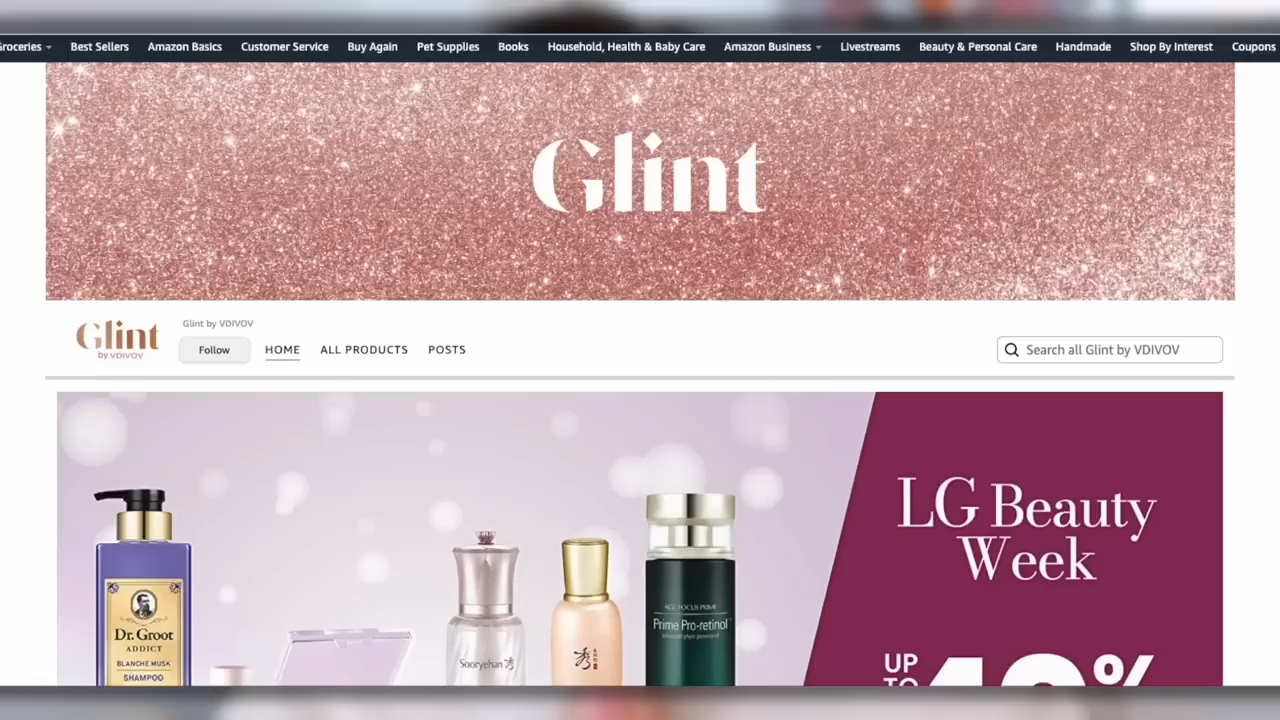 Groceries
Best Sellers
Amazon Basics
Customer Service
Buy Again
Pet Supplies
Books
Household, Health & Baby Care
Amazon Business
Livestreams
Beauty & Personal Care
Handmade
Shop By Interest
Coupons
Glint
Glint
by VDIVOV
Glint by VDIVOV
Follow
HOME
ALL PRODUCTS
POSTS
Search all Glint by VDIVOV
LG Beauty
Week
UP
TO
%
Dr. Groot
ADDICT
BLANCHE MUSK
SHAMPOO
Sooryehan 秀
秀
AGE FOCUS PRIME
Prime Pro-retinol